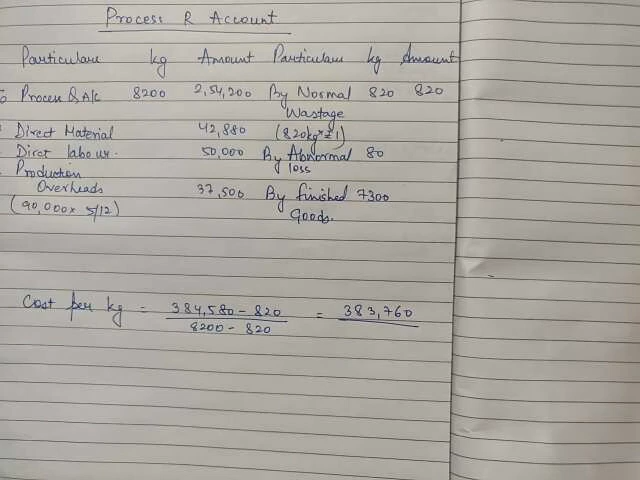 Process R Account
Particulars kg Amount Particulars kg Amount
To Process Q A/c 8200 2,54,200 By Normal 820 820
Wastage
Direct Material 42,880 (820kg × ₹1)
Direct labour. 50,000 By Abnormal 80
loss
Production
Overheads 37,500 By finished 7300
(90,000 × 5/12) Goods.
Cost per kg = 384,580 - 820 = 383,760
8200 - 820